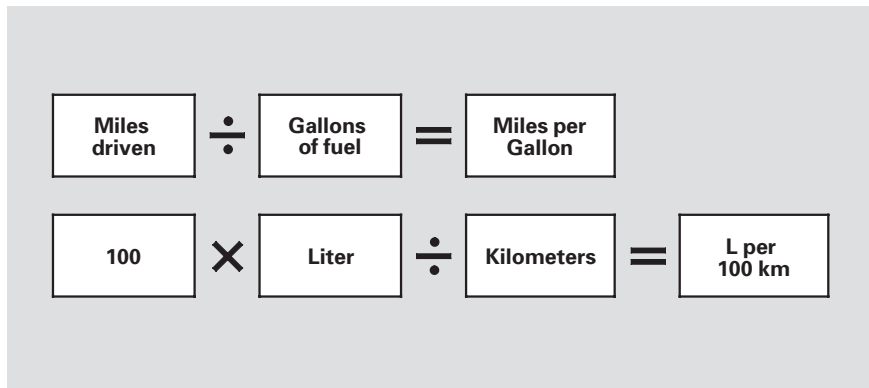 Miles
driven
÷
Gallons
of fuel
=
Miles per
Gallon
100
×
Liter
÷
Kilometers
=
L per
100 km